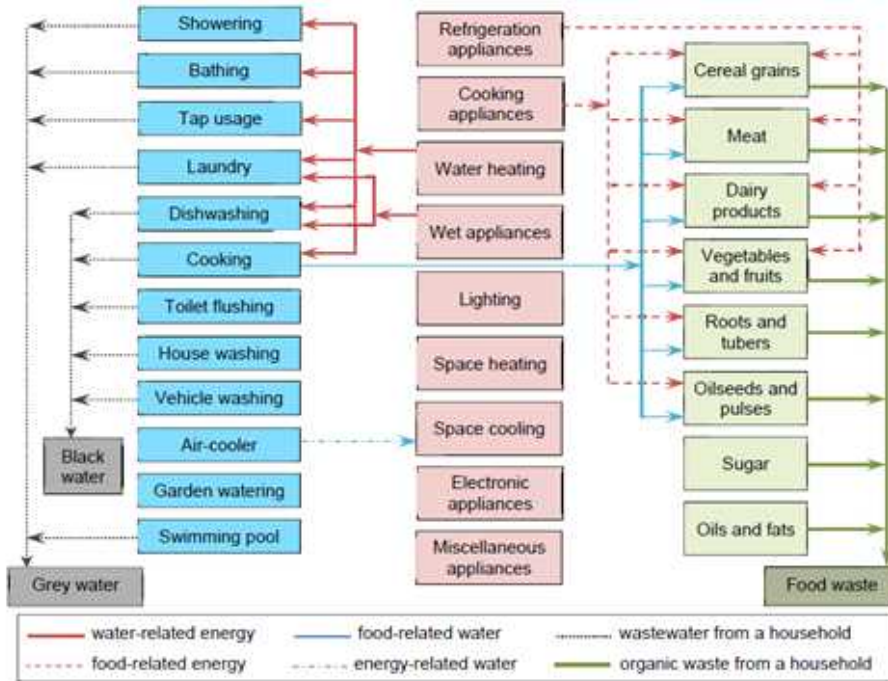 Showering
Bathing
Tap usage
Laundry
Dishwashing
Cooking
Toilet flushing
House washing
Vehicle washing
Air-cooler
Garden watering
Swimming pool
Black
water
Grey water
Refrigeration
appliances
Cooking
appliances
Water heating
Wet appliances
Lighting
Space heating
Space cooling
Electronic
appliances
Miscellaneous
appliances
Cereal grains
Meat
Dairy
products
Vegetables
and fruits
Roots and
tubers
Oilseeds and
pulses
Sugar
Oils and fats
Food waste
water-related energy
food-related water
wastewater from a household
food-related energy
energy-related water
organic waste from a household